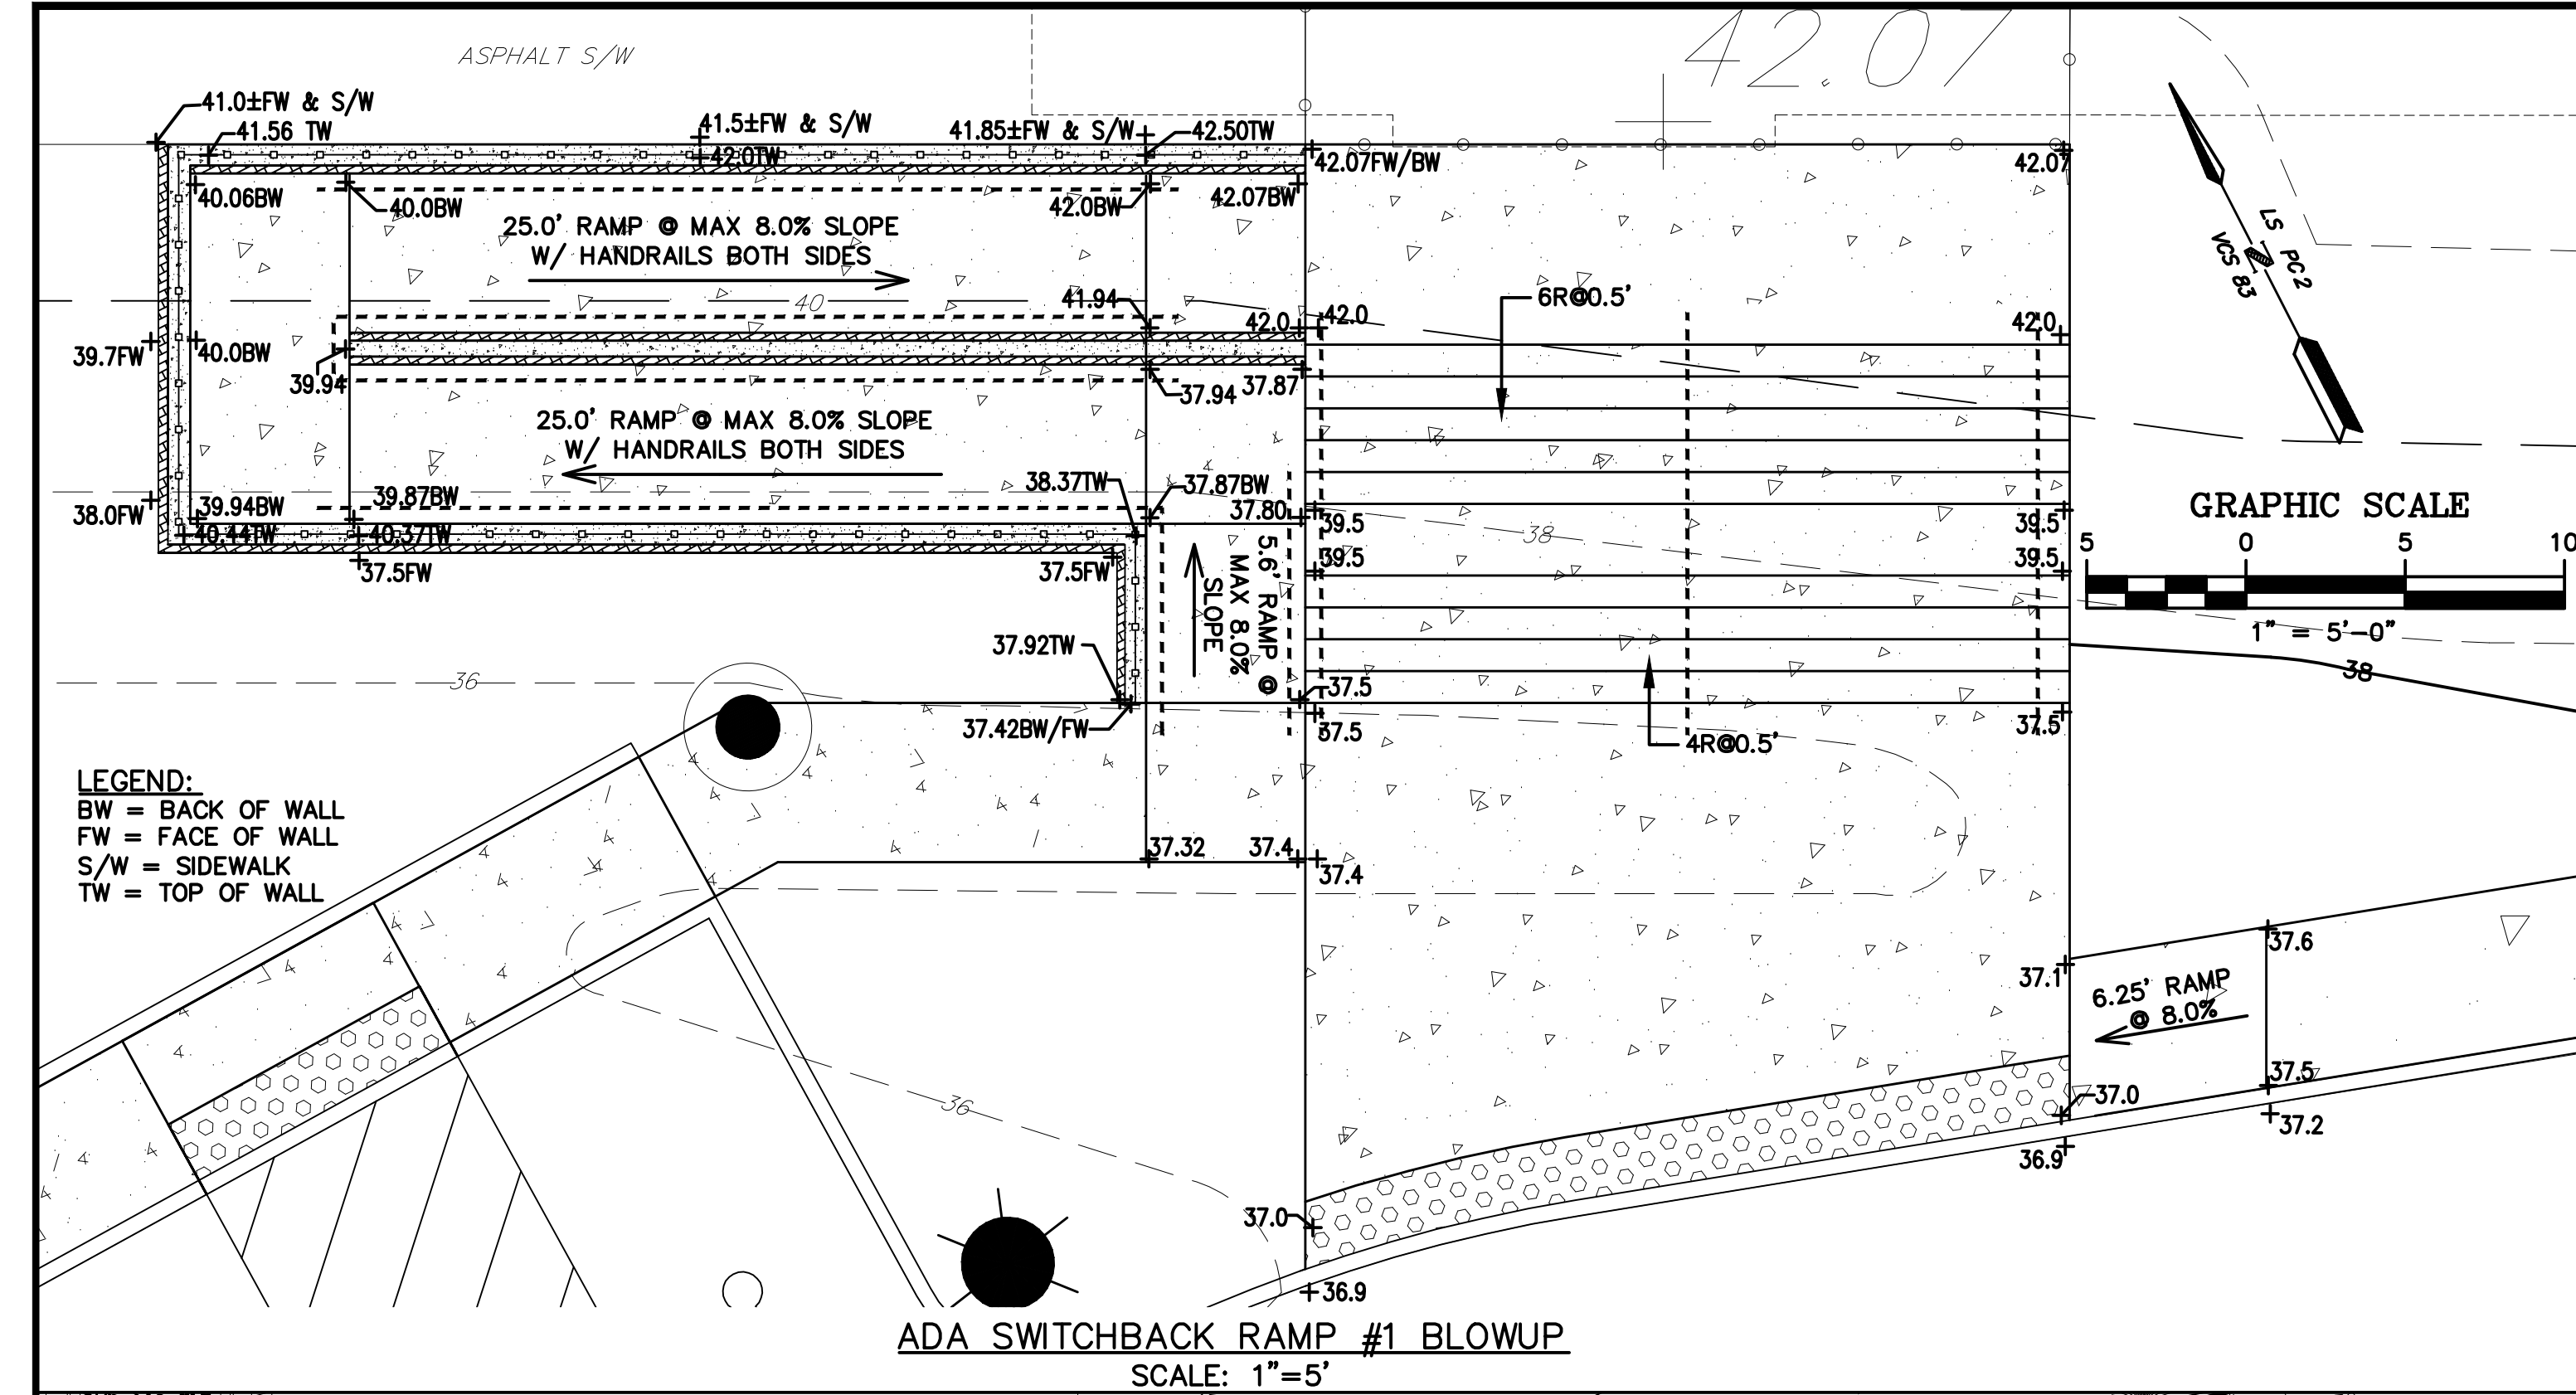 42.07
ASPHALT S/W
41.0±FW & S/W
41.56 TW
41.5±FW & S/W
42.0TW
41.85±FW & S/W
42.50TW
42.07FW/BW
42.07
40.06BW
40.0BW
42.0BW
42.07BW
25.0' RAMP @ MAX 8.0% SLOPE
W/ HANDRAILS BOTH SIDES
LS PC2
N
VCS 83
40
41.94
42.0
42.0
42.0
6R@0.5'
39.7FW
40.0BW
39.94
37.94
37.87
25.0' RAMP @ MAX 8.0% SLOPE
W/ HANDRAILS BOTH SIDES
38.0FW
39.94BW
39.87BW
38.37TW
37.87BW
37.80
39.5
39.5
40.44TW
40.37TW
38
37.5FW
37.5FW
39.5
39.5
5.6' RAMP @
MAX 8.0%
SLOPE
GRAPHIC SCALE
5 0 5 10
1" = 5'-0"
38
37.92TW
36
37.5
37.42BW/FW
37.5
37.5
4R@0.5'
LEGEND:
BW = BACK OF WALL
FW = FACE OF WALL
S/W = SIDEWALK
TW = TOP OF WALL
37.32
37.4
37.4
37.6
37.1
6.25' RAMP
@ 8.0%
37.5
37.0
37.2
36
36.9
37.0
36.9
ADA SWITCHBACK RAMP #1 BLOWUP
SCALE: 1"=5'